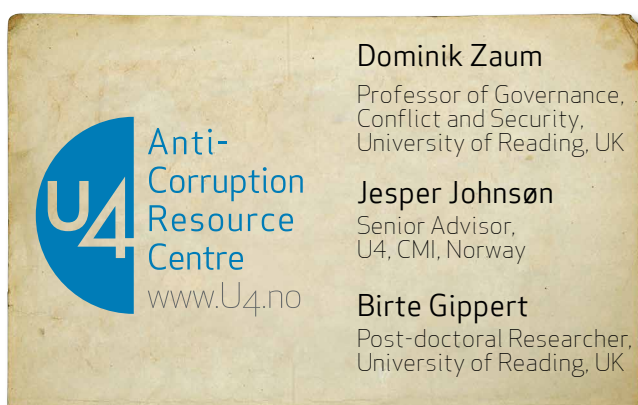 U4
Anti-
Corruption
Resource
Centre
www.U4.no
Dominik Zaum
Professor of Governance,
Conflict and Security,
University of Reading, UK
Jesper Johnsøn
Senior Advisor,
U4, CMI, Norway
Birte Gippert
Post-doctoral Researcher,
University of Reading, UK